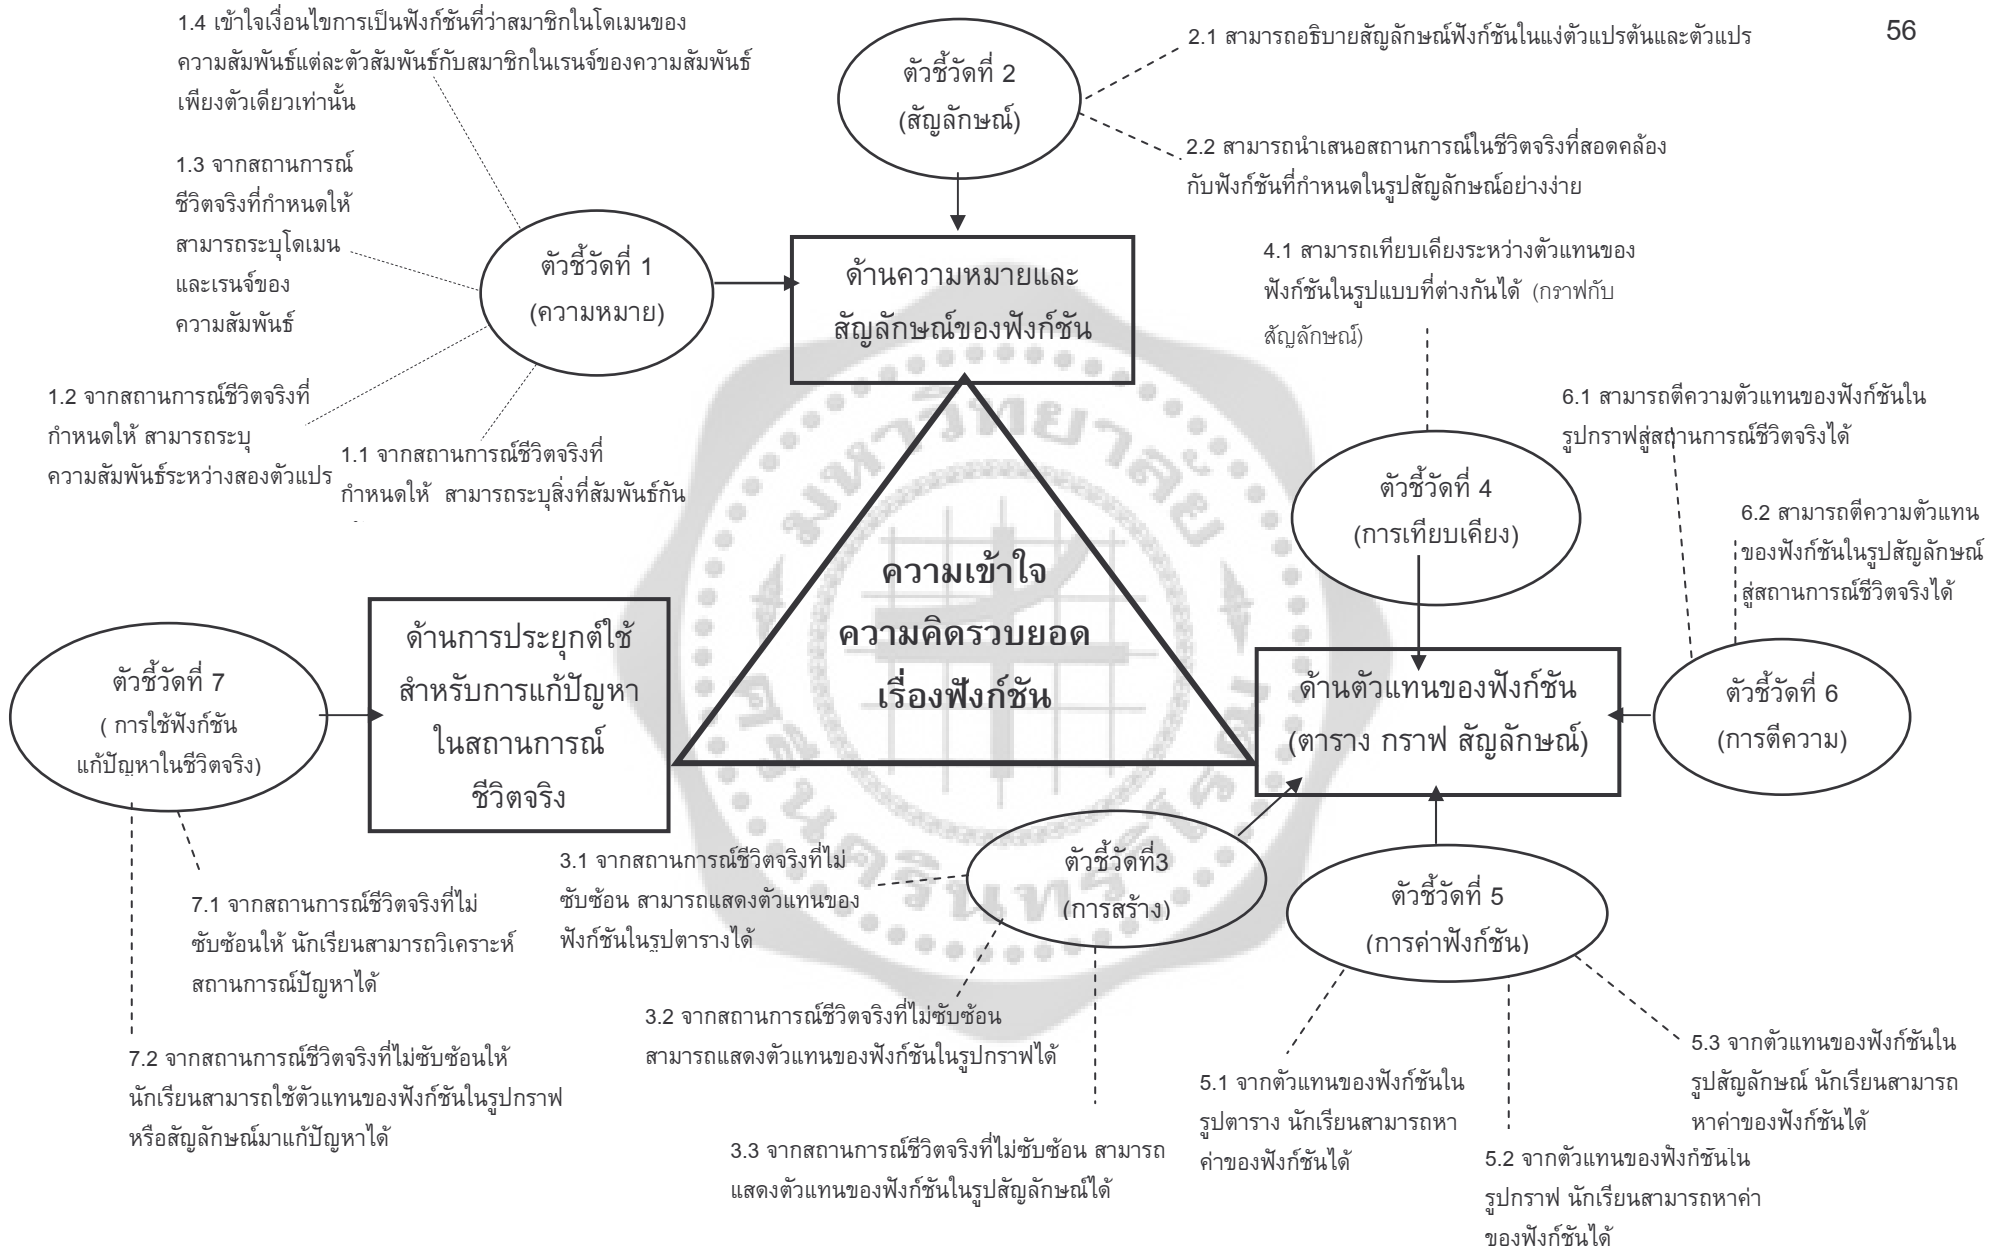 56
1.4 เข้าใจเงื่อนไขการเป็นฟังก์ชันที่ว่าสมาชิกในโดเมนของ
ความสัมพันธ์แต่ละตัวสัมพันธ์กับสมาชิกในเรนจ์ของความสัมพันธ์
เพียงตัวเดียวเท่านั้น
ตัวชี้วัดที่ 2
(สัญลักษณ์)
2.1 สามารถอธิบายสัญลักษณ์ฟังก์ชันในแง่ตัวแปรต้นและตัวแปร
2.2 สามารถนำเสนอสถานการณ์ในชีวิตจริงที่สอดคล้อง
กับฟังก์ชันที่กำหนดในรูปสัญลักษณ์อย่างง่าย
1.3 จากสถานการณ์
ชีวิตจริงที่กำหนดให้
สามารถระบุโดเมน
และเรนจ์ของ
ความสัมพันธ์
ตัวชี้วัดที่ 1
(ความหมาย)
ด้านความหมายและ
สัญลักษณ์ของฟังก์ชัน
4.1 สามารถเทียบเคียงระหว่างตัวแทนของ
ฟังก์ชันในรูปแบบที่ต่างกันได้ (กราฟกับ
สัญลักษณ์)
1.2 จากสถานการณ์ชีวิตจริงที่
กำหนดให้ สามารถระบุ
ความสัมพันธ์ระหว่างสองตัวแปร
1.1 จากสถานการณ์ชีวิตจริงที่
กำหนดให้ สามารถระบุสิ่งที่สัมพันธ์กัน
ตัวชี้วัดที่ 4
(การเทียบเคียง)
6.1 สามารถตีความตัวแทนของฟังก์ชันใน
รูปกราฟสู่สถานการณ์ชีวิตจริงได้
6.2 สามารถตีความตัวแทน
ของฟังก์ชันในรูปสัญลักษณ์
สู่สถานการณ์ชีวิตจริงได้
มหาวิทยาลัย
ศรีนครินทรวิโรฒ
ความเข้าใจ
ความคิดรวบยอด
เรื่องฟังก์ชัน
ตัวชี้วัดที่ 7
( การใช้ฟังก์ชัน
แก้ปัญหาในชีวิตจริง)
ด้านการประยุกต์ใช้
สำหรับการแก้ปัญหา
ในสถานการณ์
ชีวิตจริง
ด้านตัวแทนของฟังก์ชัน
(ตาราง กราฟ สัญลักษณ์)
ตัวชี้วัดที่ 6
(การตีความ)
3.1 จากสถานการณ์ชีวิตจริงที่ไม่
ซับซ้อน สามารถแสดงตัวแทนของ
ฟังก์ชันในรูปตารางได้
ตัวชี้วัดที่3
(การสร้าง)
ตัวชี้วัดที่ 5
(การค่าฟังก์ชัน)
7.1 จากสถานการณ์ชีวิตจริงที่ไม่
ซับซ้อนให้ นักเรียนสามารถวิเคราะห์
สถานการณ์ปัญหาได้
3.2 จากสถานการณ์ชีวิตจริงที่ไม่ซับซ้อน
สามารถแสดงตัวแทนของฟังก์ชันในรูปกราฟได้
7.2 จากสถานการณ์ชีวิตจริงที่ไม่ซับซ้อนให้
นักเรียนสามารถใช้ตัวแทนของฟังก์ชันในรูปกราฟ
หรือสัญลักษณ์มาแก้ปัญหาได้
3.3 จากสถานการณ์ชีวิตจริงที่ไม่ซับซ้อน สามารถ
แสดงตัวแทนของฟังก์ชันในรูปสัญลักษณ์ได้
5.1 จากตัวแทนของฟังก์ชันใน
รูปตาราง นักเรียนสามารถหา
ค่าของฟังก์ชันได้
5.3 จากตัวแทนของฟังก์ชันใน
รูปสัญลักษณ์ นักเรียนสามารถ
หาค่าของฟังก์ชันได้
5.2 จากตัวแทนของฟังก์ชันใน
รูปกราฟ นักเรียนสามารถหาค่า
ของฟังก์ชันได้